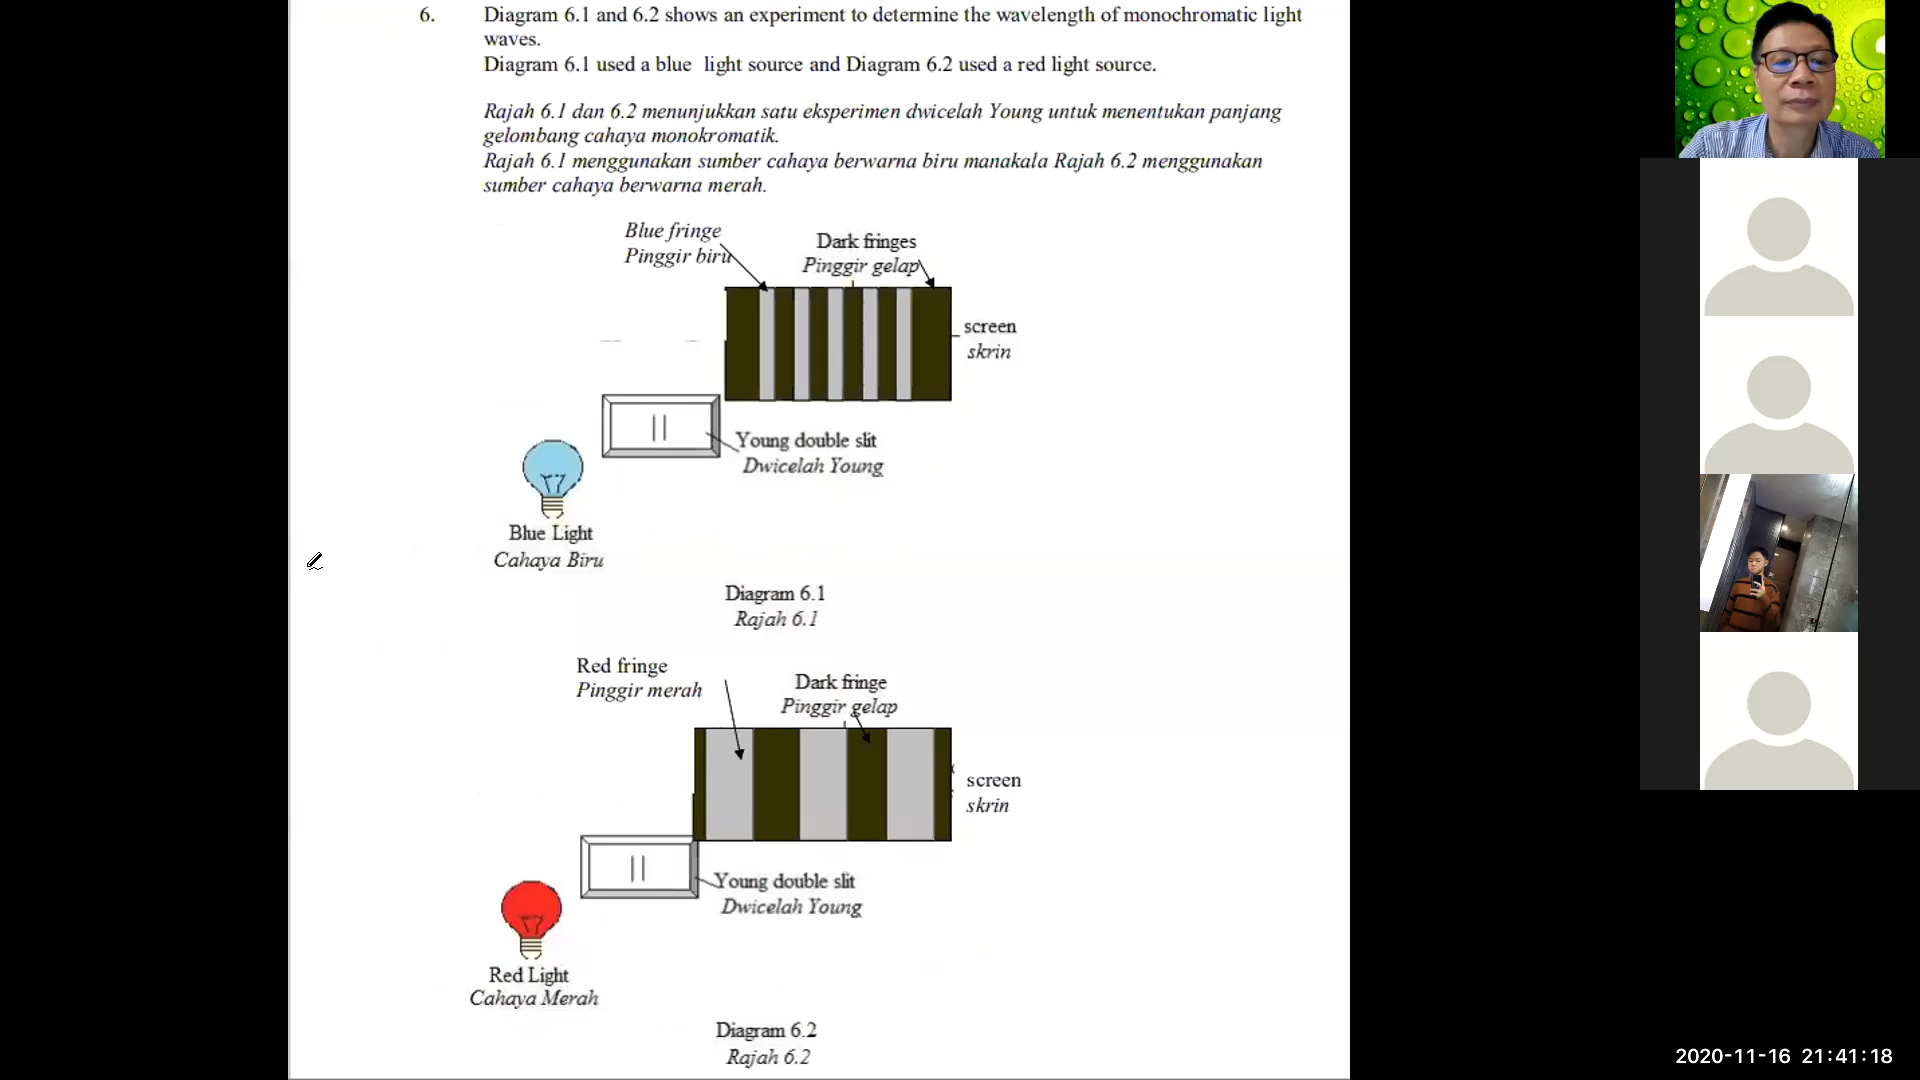 6. Diagram 6.1 and 6.2 shows an experiment to determine the wavelength of monochromatic light
waves.
Diagram 6.1 used a blue light source and Diagram 6.2 used a red light source.
Rajah 6.1 dan 6.2 menunjukkan satu eksperimen dwicelah Young untuk menentukan panjang
gelombang cahaya monokromatik.
Rajah 6.1 menggunakan sumber cahaya berwarna biru manakala Rajah 6.2 menggunakan
sumber cahaya berwarna merah.
Blue fringe
Pinggir biru
Dark fringes
Pinggir gelap
screen
skrin
Young double slit
Dwicelah Young
Blue Light
Cahaya Biru
Diagram 6.1
Rajah 6.1
Red fringe
Pinggir merah
Dark fringe
Pinggir gelap
screen
skrin
Young double slit
Dwicelah Young
Red Light
Cahaya Merah
Diagram 6.2
Rajah 6.2
2020-11-16 21:41:18